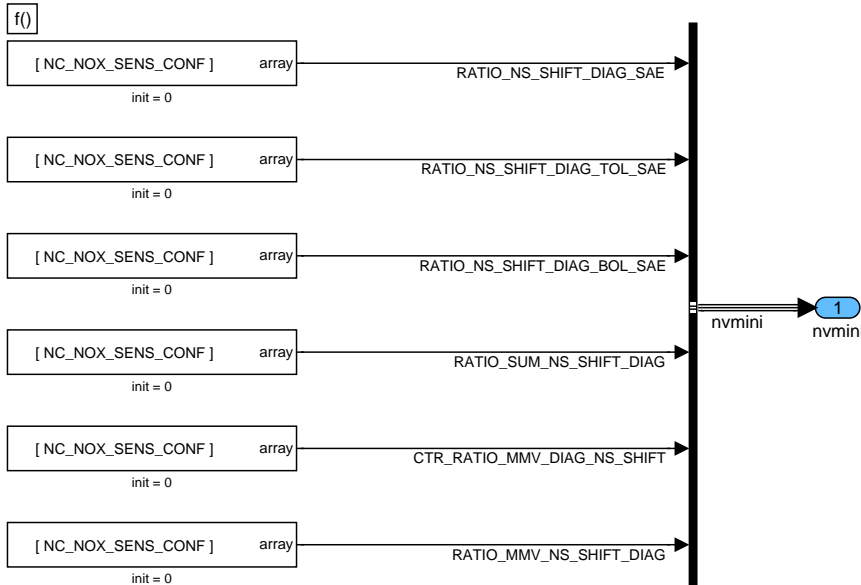 f()
[ NC_NOX_SENS_CONF ] array
RATIO_NS_SHIFT_DIAG_SAE
init = 0
[ NC_NOX_SENS_CONF ] array
RATIO_NS_SHIFT_DIAG_TOL_SAE
init = 0
[ NC_NOX_SENS_CONF ] array
RATIO_NS_SHIFT_DIAG_BOL_SAE
init = 0
1
nvmini
nvmin
[ NC_NOX_SENS_CONF ] array
RATIO_SUM_NS_SHIFT_DIAG
init = 0
[ NC_NOX_SENS_CONF ] array
CTR_RATIO_MMV_DIAG_NS_SHIFT
init = 0
[ NC_NOX_SENS_CONF ] array
RATIO_MMV_NS_SHIFT_DIAG
init = 0